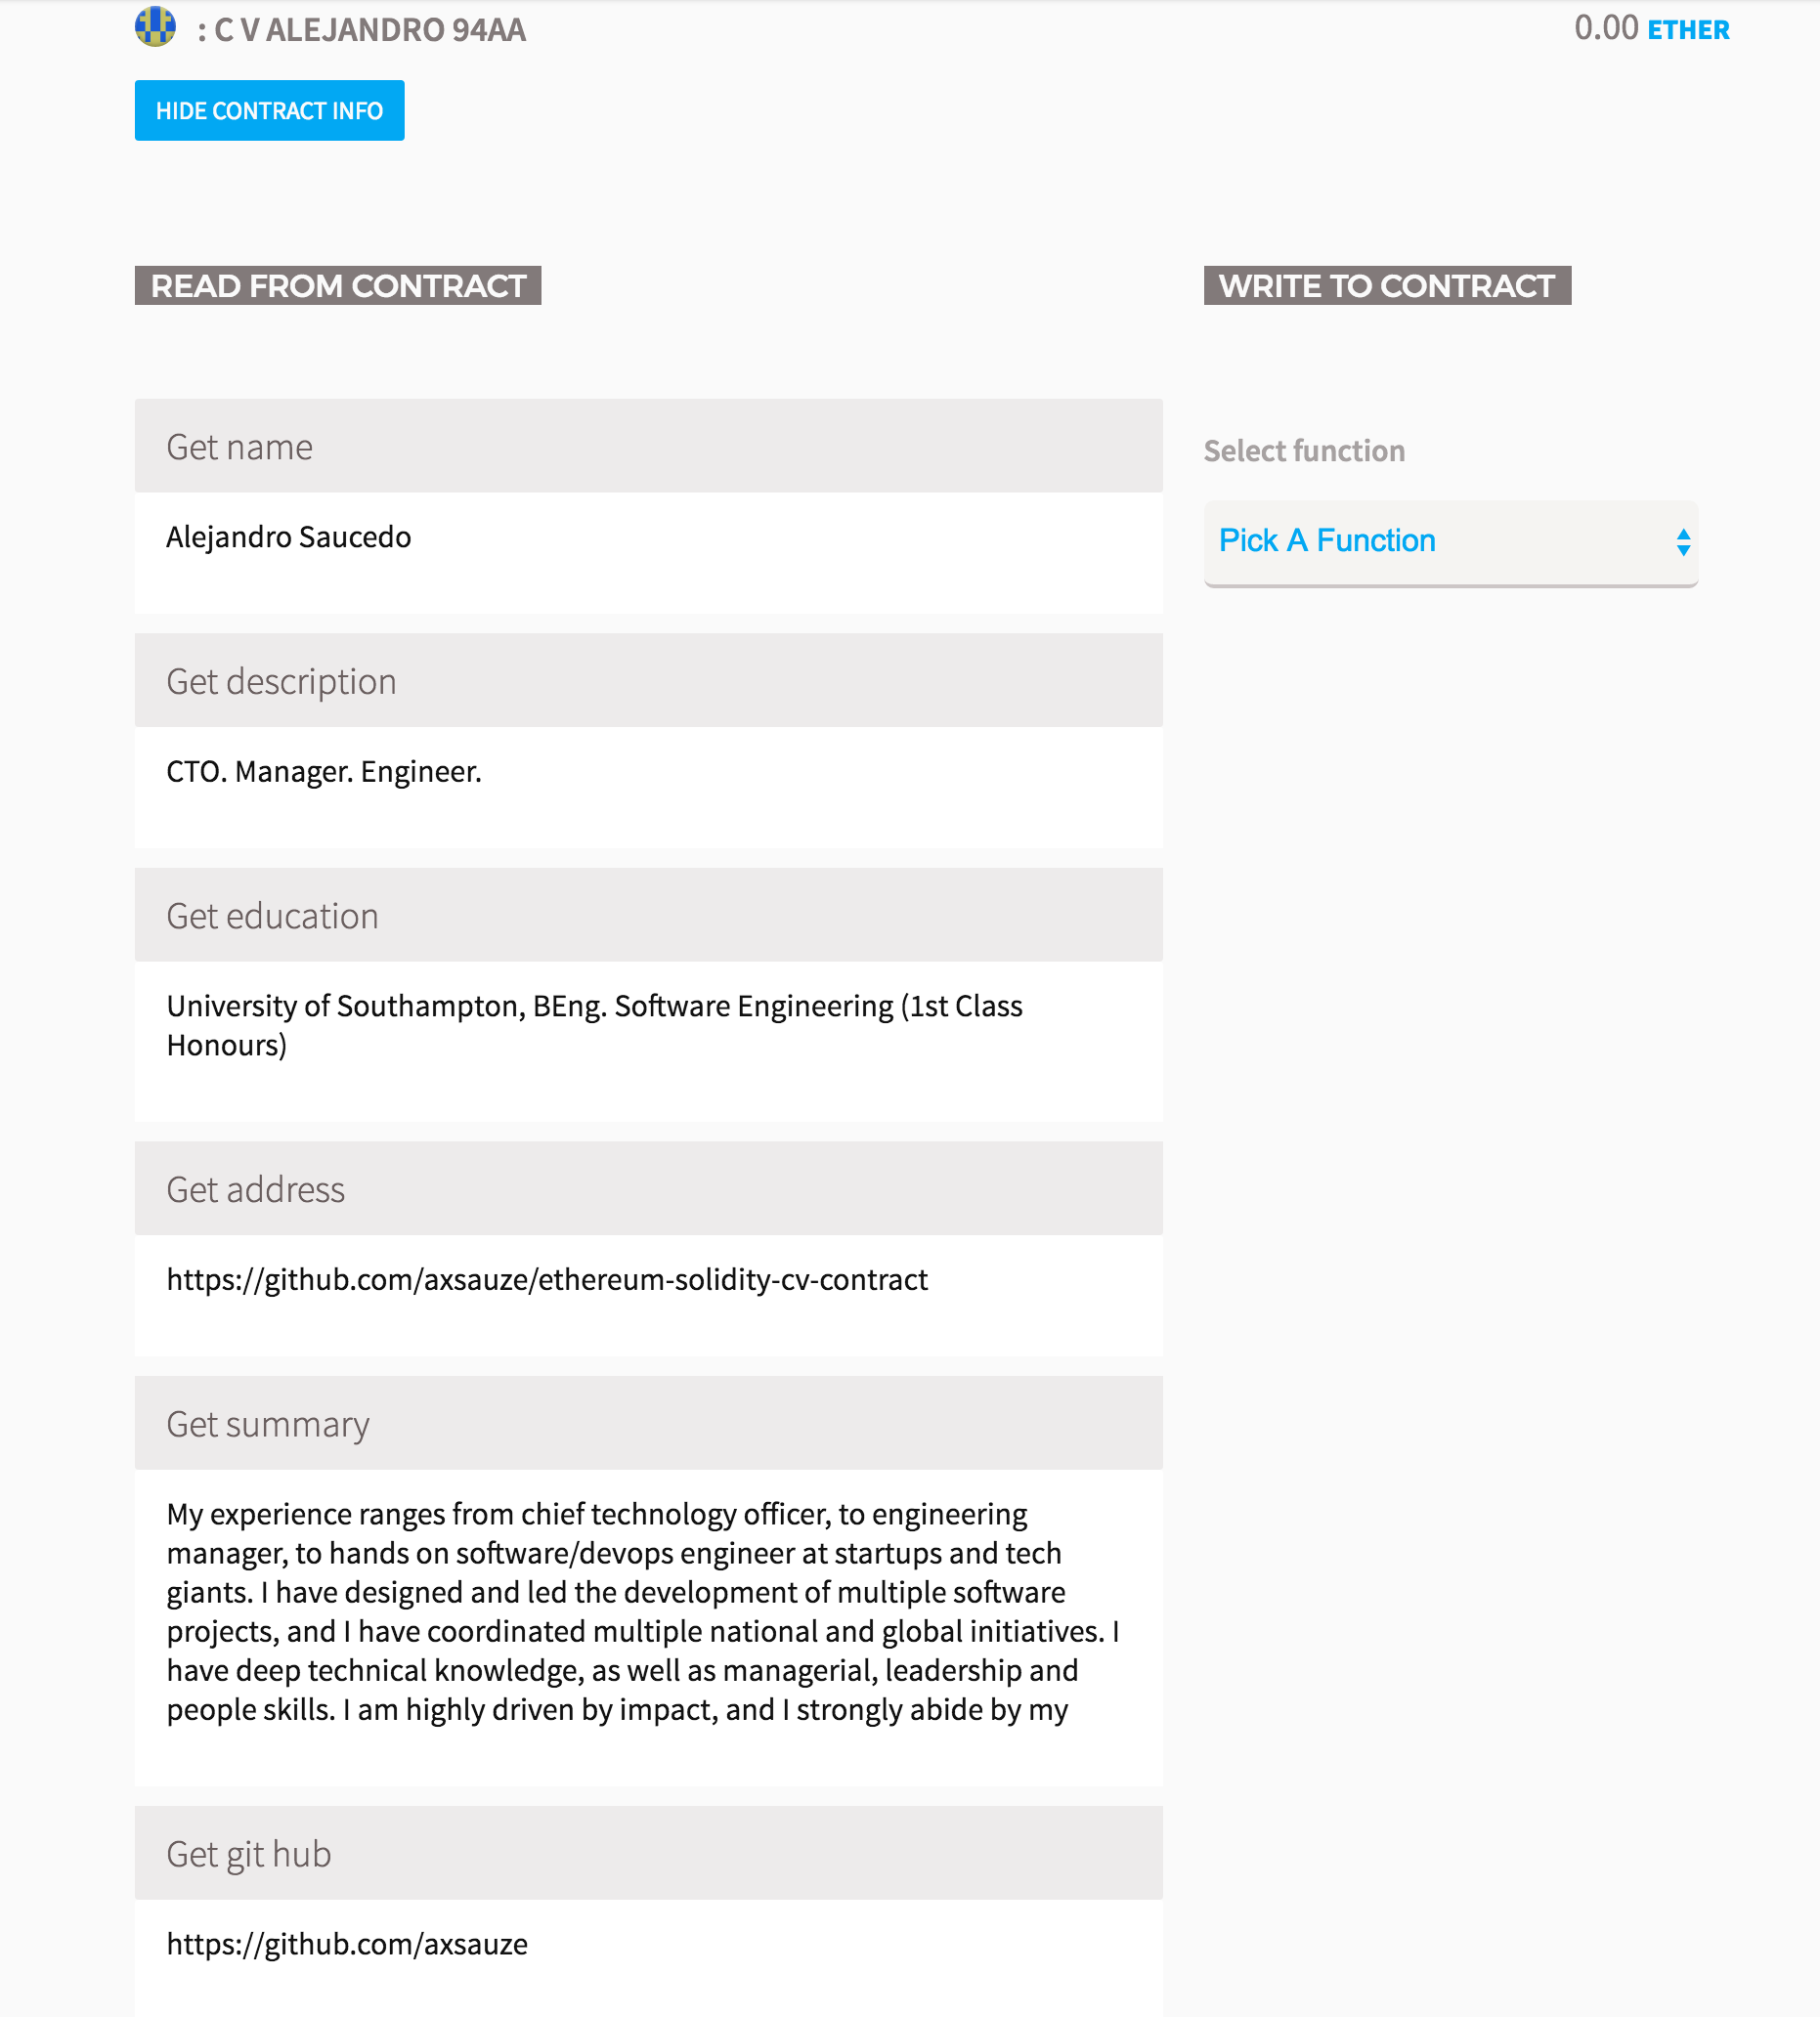 : C V ALEJANDRO 94AA
0.00 ETHER
HIDE CONTRACT INFO
READ FROM CONTRACT
WRITE TO CONTRACT
Get name
Alejandro Saucedo
Select function
Pick A Function
Get description
CTO. Manager. Engineer.
Get education
University of Southampton, BEng. Software Engineering (1st Class
Honours)
Get address
https://github.com/axsauze/ethereum-solidity-cv-contract
Get summary
My experience ranges from chief technology officer, to engineering
manager, to hands on software/devops engineer at startups and tech
giants. I have designed and led the development of multiple software
projects, and I have coordinated multiple national and global initiatives. I
have deep technical knowledge, as well as managerial, leadership and
people skills. I am highly driven by impact, and I strongly abide by my
Get git hub
https://github.com/axsauze